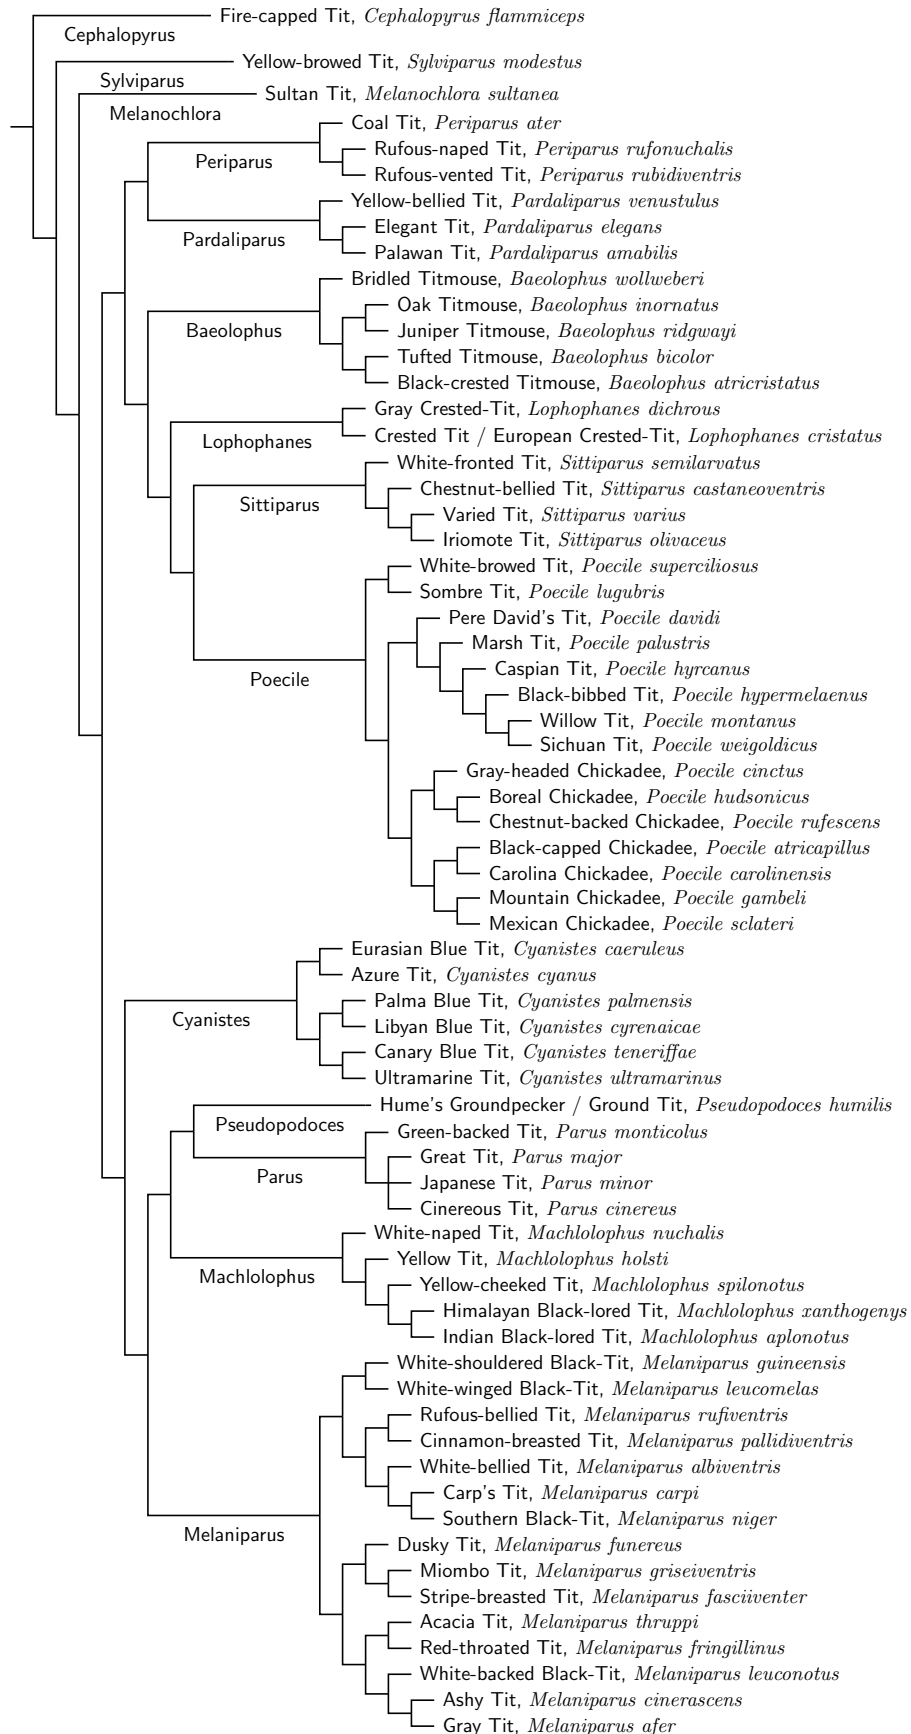 Fire-capped Tit, Cephalopyrus flammiceps
Cephalopyrus
Yellow-browed Tit, Sylviparus modestus
Sylviparus
Sultan Tit, Melanochlora sultanea
Melanochlora
Coal Tit, Periparus ater
Rufous-naped Tit, Periparus rufonuchalis
Periparus
Rufous-vented Tit, Periparus rubidiventris
Yellow-bellied Tit, Pardaliparus venustulus
Elegant Tit, Pardaliparus elegans
Pardaliparus
Palawan Tit, Pardaliparus amabilis
Bridled Titmouse, Baeolophus wollweberi
Oak Titmouse, Baeolophus inornatus
Baeolophus
Juniper Titmouse, Baeolophus ridgwayi
Tufted Titmouse, Baeolophus bicolor
Black-crested Titmouse, Baeolophus atricristatus
Gray Crested-Tit, Lophophanes dichrous
Lophophanes
Crested Tit / European Crested-Tit, Lophophanes cristatus
White-fronted Tit, Sittiparus semilarvatus
Chestnut-bellied Tit, Sittiparus castaneoventris
Sittiparus
Varied Tit, Sittiparus varius
Iriomote Tit, Sittiparus olivaceus
White-browed Tit, Poecile superciliosus
Sombre Tit, Poecile lugubris
Pere David's Tit, Poecile davidi
Marsh Tit, Poecile palustris
Caspian Tit, Poecile hyrcanus
Poecile
Black-bibbed Tit, Poecile hypermelaenus
Willow Tit, Poecile montanus
Sichuan Tit, Poecile weigoldicus
Gray-headed Chickadee, Poecile cinctus
Boreal Chickadee, Poecile hudsonicus
Chestnut-backed Chickadee, Poecile rufescens
Black-capped Chickadee, Poecile atricapillus
Carolina Chickadee, Poecile carolinensis
Mountain Chickadee, Poecile gambeli
Mexican Chickadee, Poecile sclateri
Eurasian Blue Tit, Cyanistes caeruleus
Azure Tit, Cyanistes cyanus
Palma Blue Tit, Cyanistes palmensis
Cyanistes
Libyan Blue Tit, Cyanistes cyrenaicae
Canary Blue Tit, Cyanistes teneriffae
Ultramarine Tit, Cyanistes ultramarinus
Hume's Groundpecker / Ground Tit, Pseudopodoces humilis
Pseudopodoces
Green-backed Tit, Parus monticolus
Great Tit, Parus major
Parus
Japanese Tit, Parus minor
Cinereous Tit, Parus cinereus
White-naped Tit, Machlolophus nuchalis
Yellow Tit, Machlolophus holsti
Machlolophus
Yellow-cheeked Tit, Machlolophus spilonotus
Himalayan Black-lored Tit, Machlolophus xanthogenys
Indian Black-lored Tit, Machlolophus aplonotus
White-shouldered Black-Tit, Melaniparus guineensis
White-winged Black-Tit, Melaniparus leucomelas
Rufous-bellied Tit, Melaniparus rufiventris
Cinnamon-breasted Tit, Melaniparus pallidiventris
White-bellied Tit, Melaniparus albiventris
Carp's Tit, Melaniparus carpi
Southern Black-Tit, Melaniparus niger
Melaniparus
Dusky Tit, Melaniparus funereus
Miombo Tit, Melaniparus griseiventris
Stripe-breasted Tit, Melaniparus fasciiventer
Acacia Tit, Melaniparus thruppi
Red-throated Tit, Melaniparus fringillinus
White-backed Black-Tit, Melaniparus leuconotus
Ashy Tit, Melaniparus cinerascens
Gray Tit, Melaniparus afer